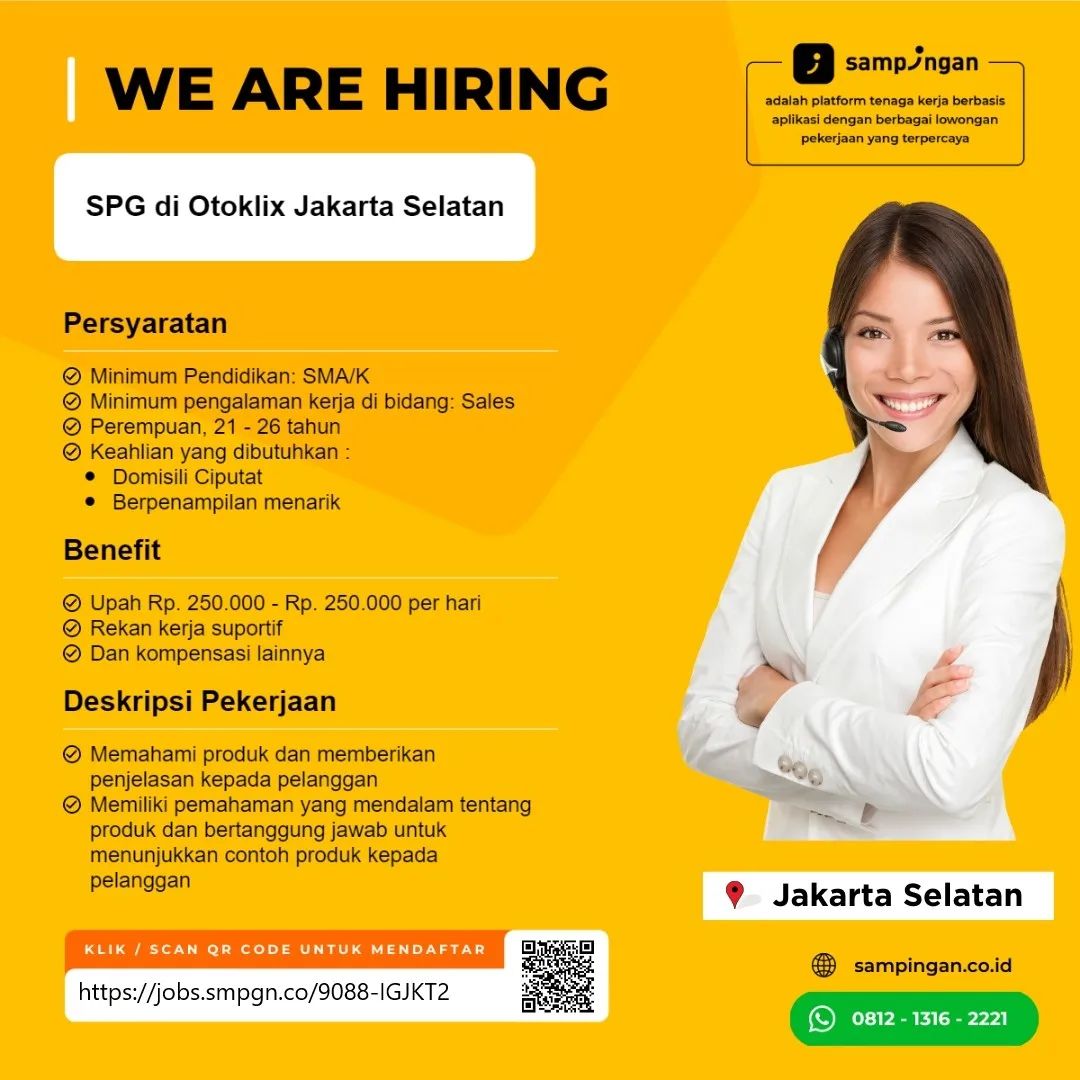 WE ARE HIRING
sampingan
adalah platform tenaga kerja berbasis
aplikasi dengan berbagai lowongan
pekerjaan yang terpercaya
SPG di Otoklix Jakarta Selatan
Persyaratan
Minimum Pendidikan: SMA/K
Minimum pengalaman kerja di bidang: Sales
Perempuan, 21 - 26 tahun
Keahlian yang dibutuhkan :
Domisili Ciputat
Berpenampilan menarik
Benefit
Upah Rp. 250.000 - Rp. 250.000 per hari
Rekan kerja suportif
Dan kompensasi lainnya
Deskripsi Pekerjaan
Memahami produk dan memberikan
penjelasan kepada pelanggan
Memiliki pemahaman yang mendalam tentang
produk dan bertanggung jawab untuk
menunjukkan contoh produk kepada
pelanggan
Jakarta Selatan
KLIK / SCAN QR CODE UNTUK MENDAFTAR
https://jobs.smpgn.co/9088-IGJKT2
sampingan.co.id
0812 - 1316 - 2221